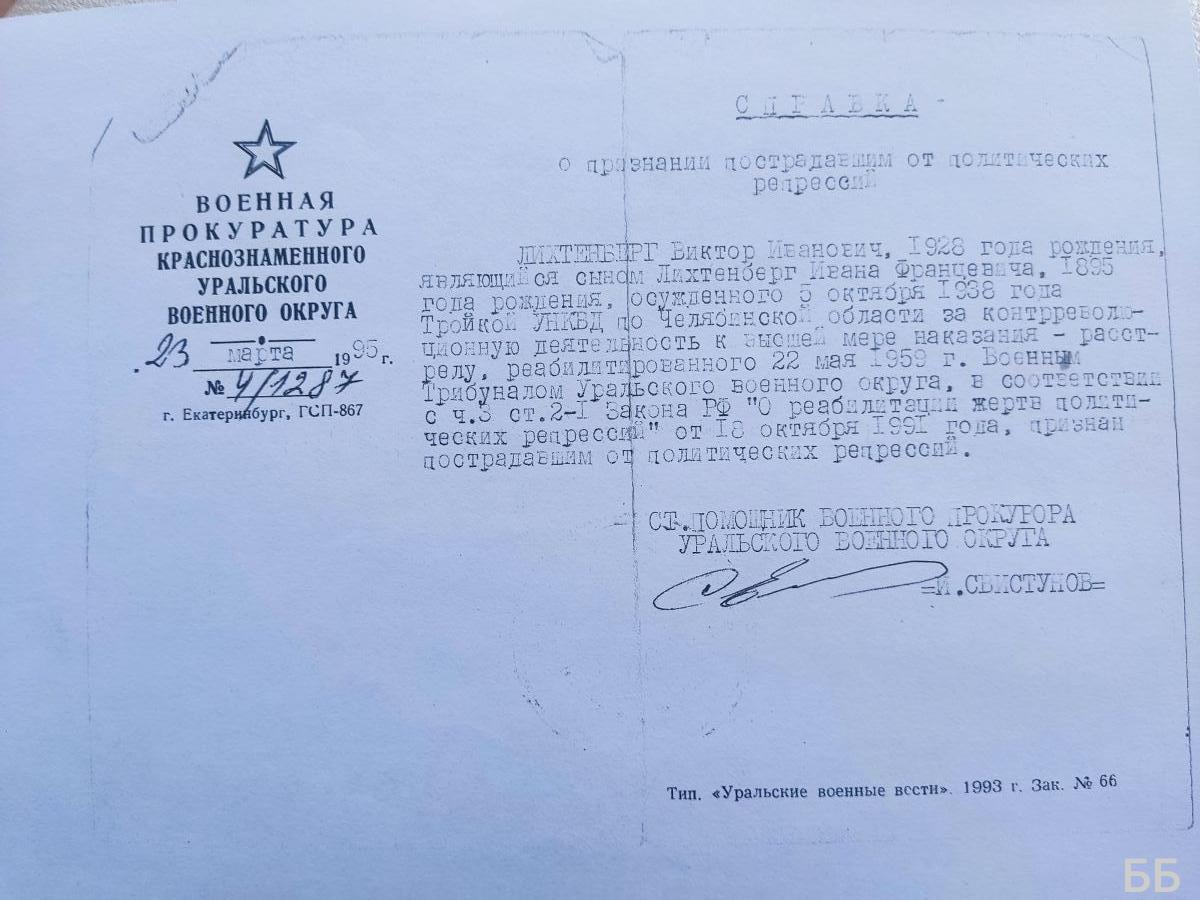 ВОЕННАЯ
ПРОКУРАТУРА
КРАСНОЗНАМЕННОГО
УРАЛЬСКОГО
ВОЕННОГО ОКРУГА
23 марта 1995 г.
№ 4/1287
г. Екатеринбург, ГСП-867
СПРАВКА
о признании пострадавшим от политических
репрессий
ЛИХТЕНБЕРГ Виктор Иванович, 1928 года рождения,
являющийся сыном Лихтенберг Ивана Францевича, 1895
года рождения, осужденного 5 октября 1938 года
Тройкой УНКВД по Челябинской области за контрреволю-
ционную деятельность к высшей мере наказания - расст-
релу, реабилитированного 22 мая 1959 г. Военным
Трибуналом Уральского военного округа, в соответствии
с ч.3 ст.2-I Закона РФ "О реабилитации жертв полити-
ческих репрессий" от I8 октября I99I года, признан
пострадавшим от политических репрессий.
СТ.ПОМОЩНИК ВОЕННОГО ПРОКУРОРА
УРАЛЬСКОГО ВОЕННОГО ОКРУГА
=И.СВИСТУНОВ=
Тип. «Уральские военные вести». 1993 г. Зак. № 66
ББ